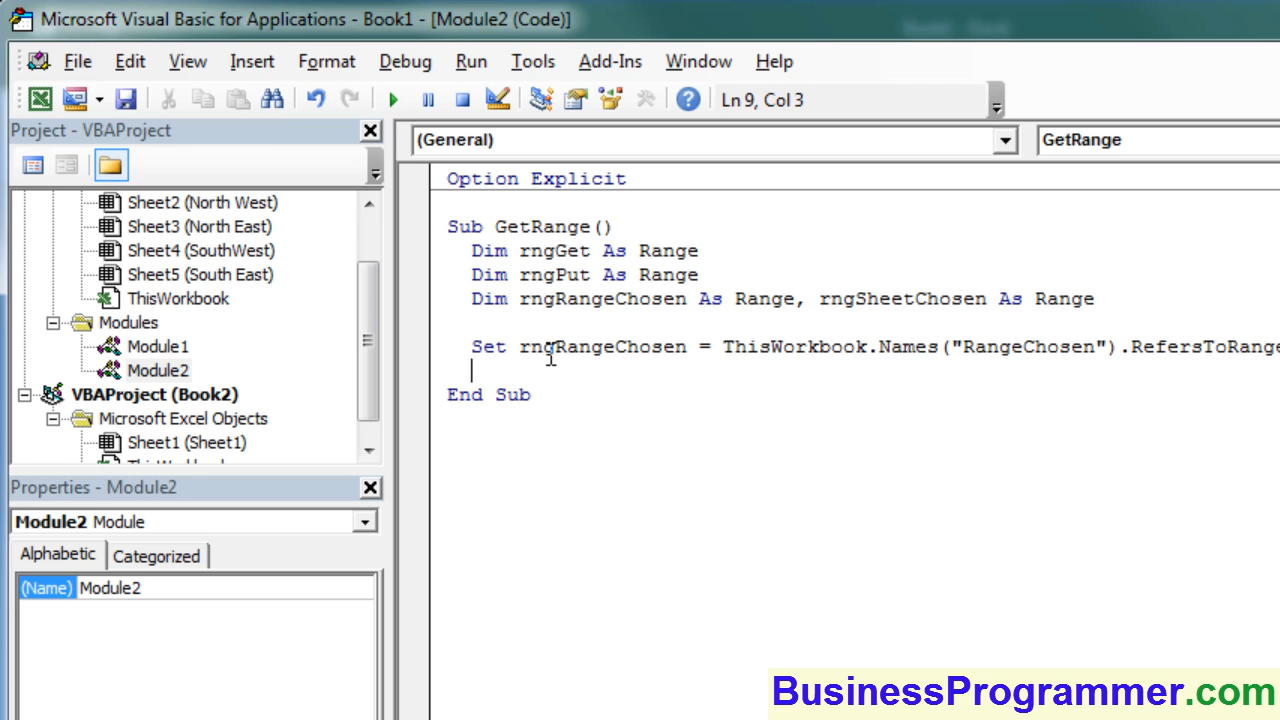 Microsoft Visual Basic for Applications - Book1 - [Module2 (Code)]
File Edit View Insert Format Debug Run Tools Add-Ins Window Help
Ln 9, Col 3
Project - VBAProject
(General)
GetRange
Sheet2 (North West)
Sheet3 (North East)
Sheet4 (SouthWest)
Sheet5 (South East)
ThisWorkbook
Modules
Module1
Module2
VBAProject (Book2)
Microsoft Excel Objects
Sheet1 (Sheet1)
Properties - Module2
Module2 Module
Alphabetic Categorized
(Name) Module2
Option Explicit
Sub GetRange()
Dim rngGet As Range
Dim rngPut As Range
Dim rngRangeChosen As Range, rngSheetChosen As Range
Set rngRangeChosen = ThisWorkbook.Names("RangeChosen").RefersToRange
End Sub
BusinessProgrammer.com